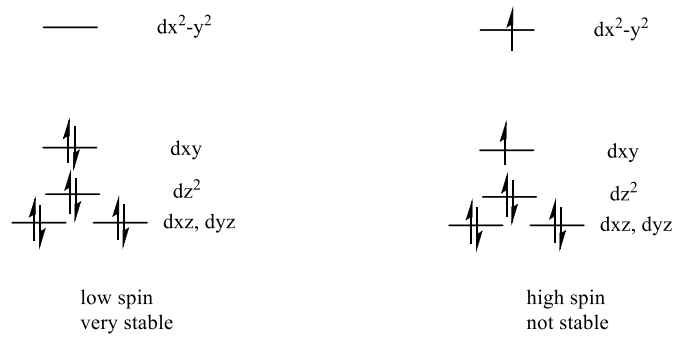 dx²-y²
dxy
dz²
dxz, dyz
low spin
very stable
dx²-y²
dxy
dz²
dxz, dyz
high spin
not stable